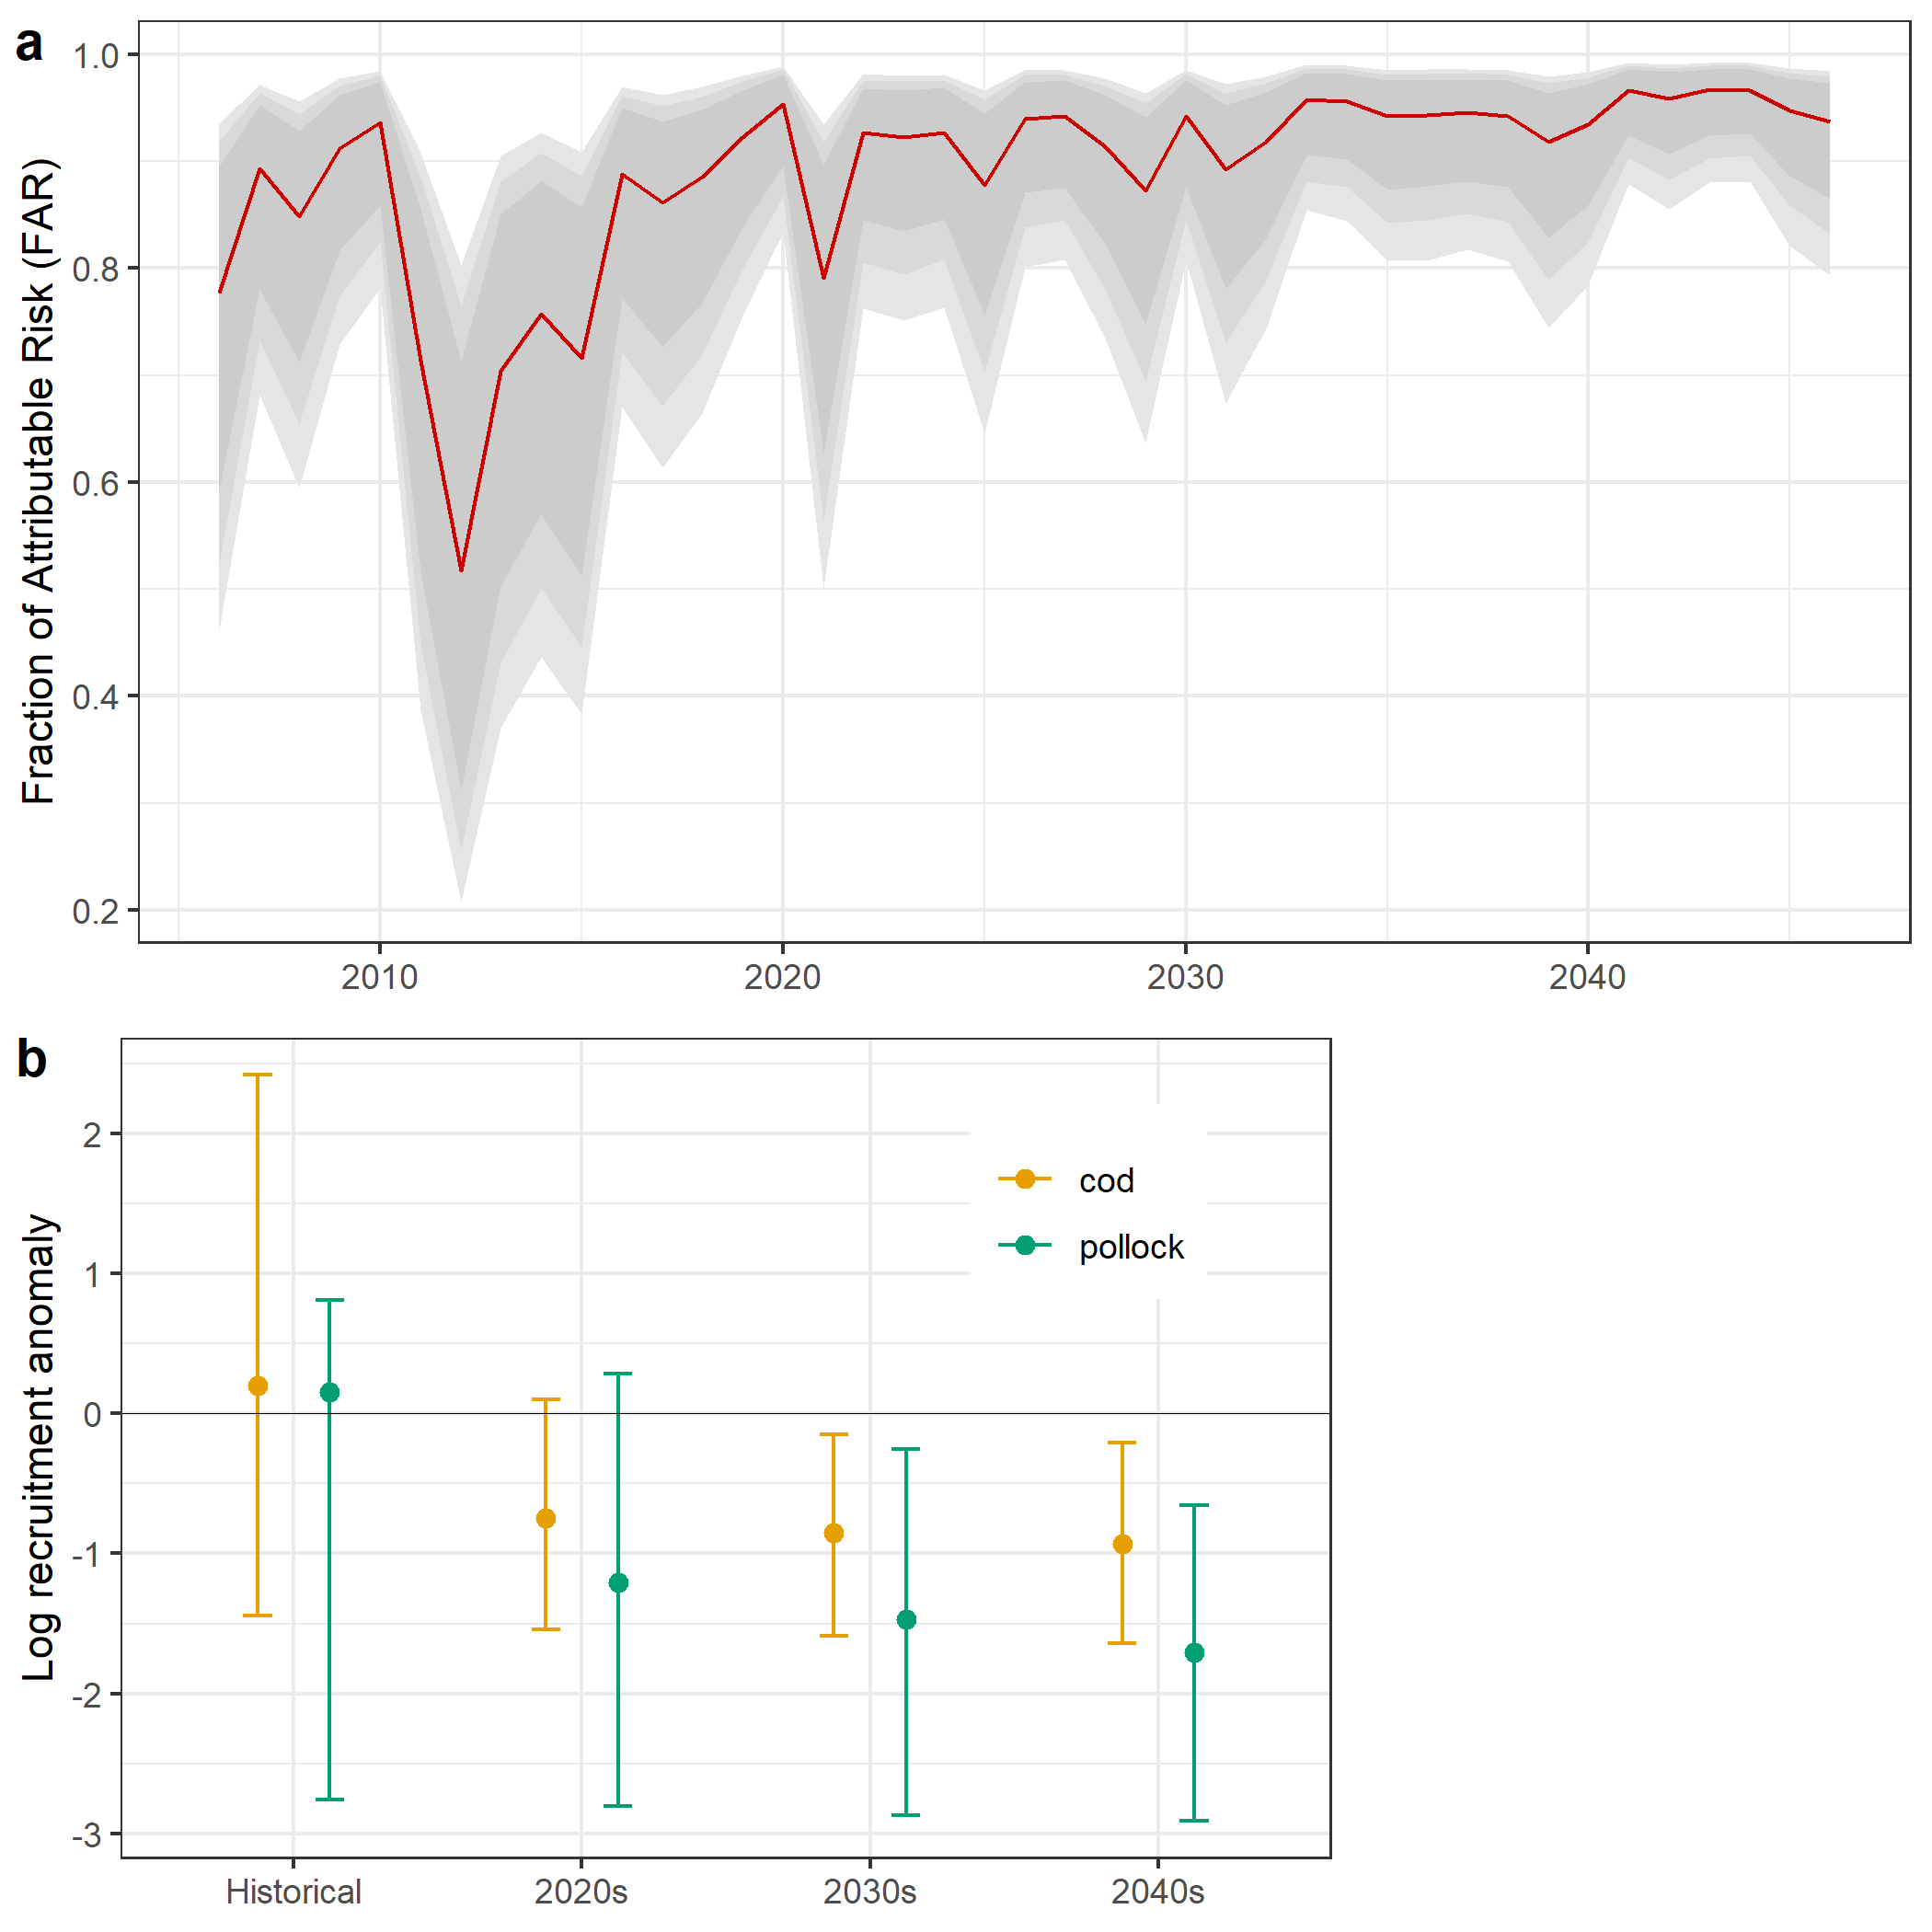 a
Fraction of Attributable Risk (FAR)
1.0
0.8
0.6
0.4
0.2
2010 2020 2030 2040
b
Log recruitment anomaly
2
1
0
-1
-2
-3
cod
pollock
Historical 2020s 2030s 2040s